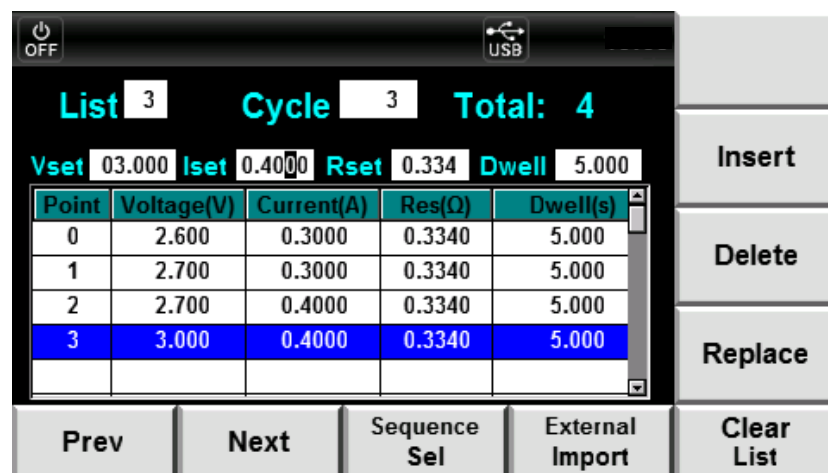 OFF
USB
List 3 Cycle 3 Total: 4
Vset 03.000 Iset 0.4000 Rset 0.334 Dwell 5.000
Point Voltage(V) Current(A) Res(Ω) Dwell(s)
0 2.600 0.3000 0.3340 5.000
1 2.700 0.3000 0.3340 5.000
2 2.700 0.4000 0.3340 5.000
3 3.000 0.4000 0.3340 5.000
Insert
Delete
Replace
Prev
Next
Sequence
Sel
External
Import
Clear
List